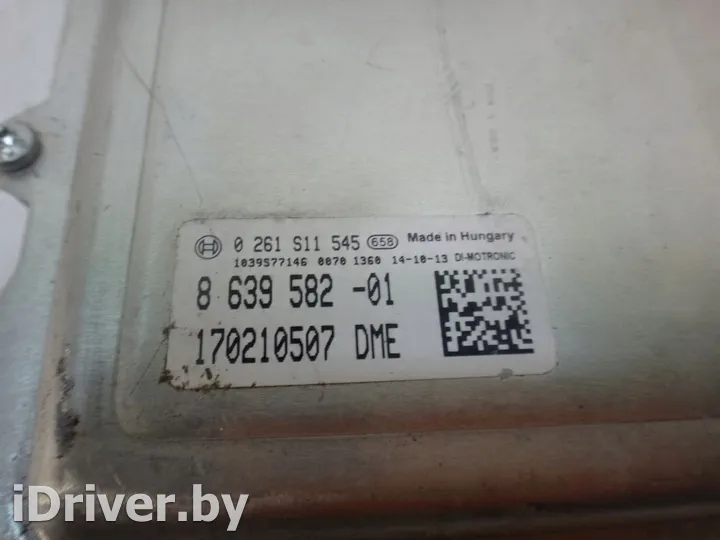 0 261 S11 545 658 Made in Hungary
1039S77146 0070 1360 14-10-13 DI-MOTRONIC
8 639 582 -01
170210507 DME
iDriver.by